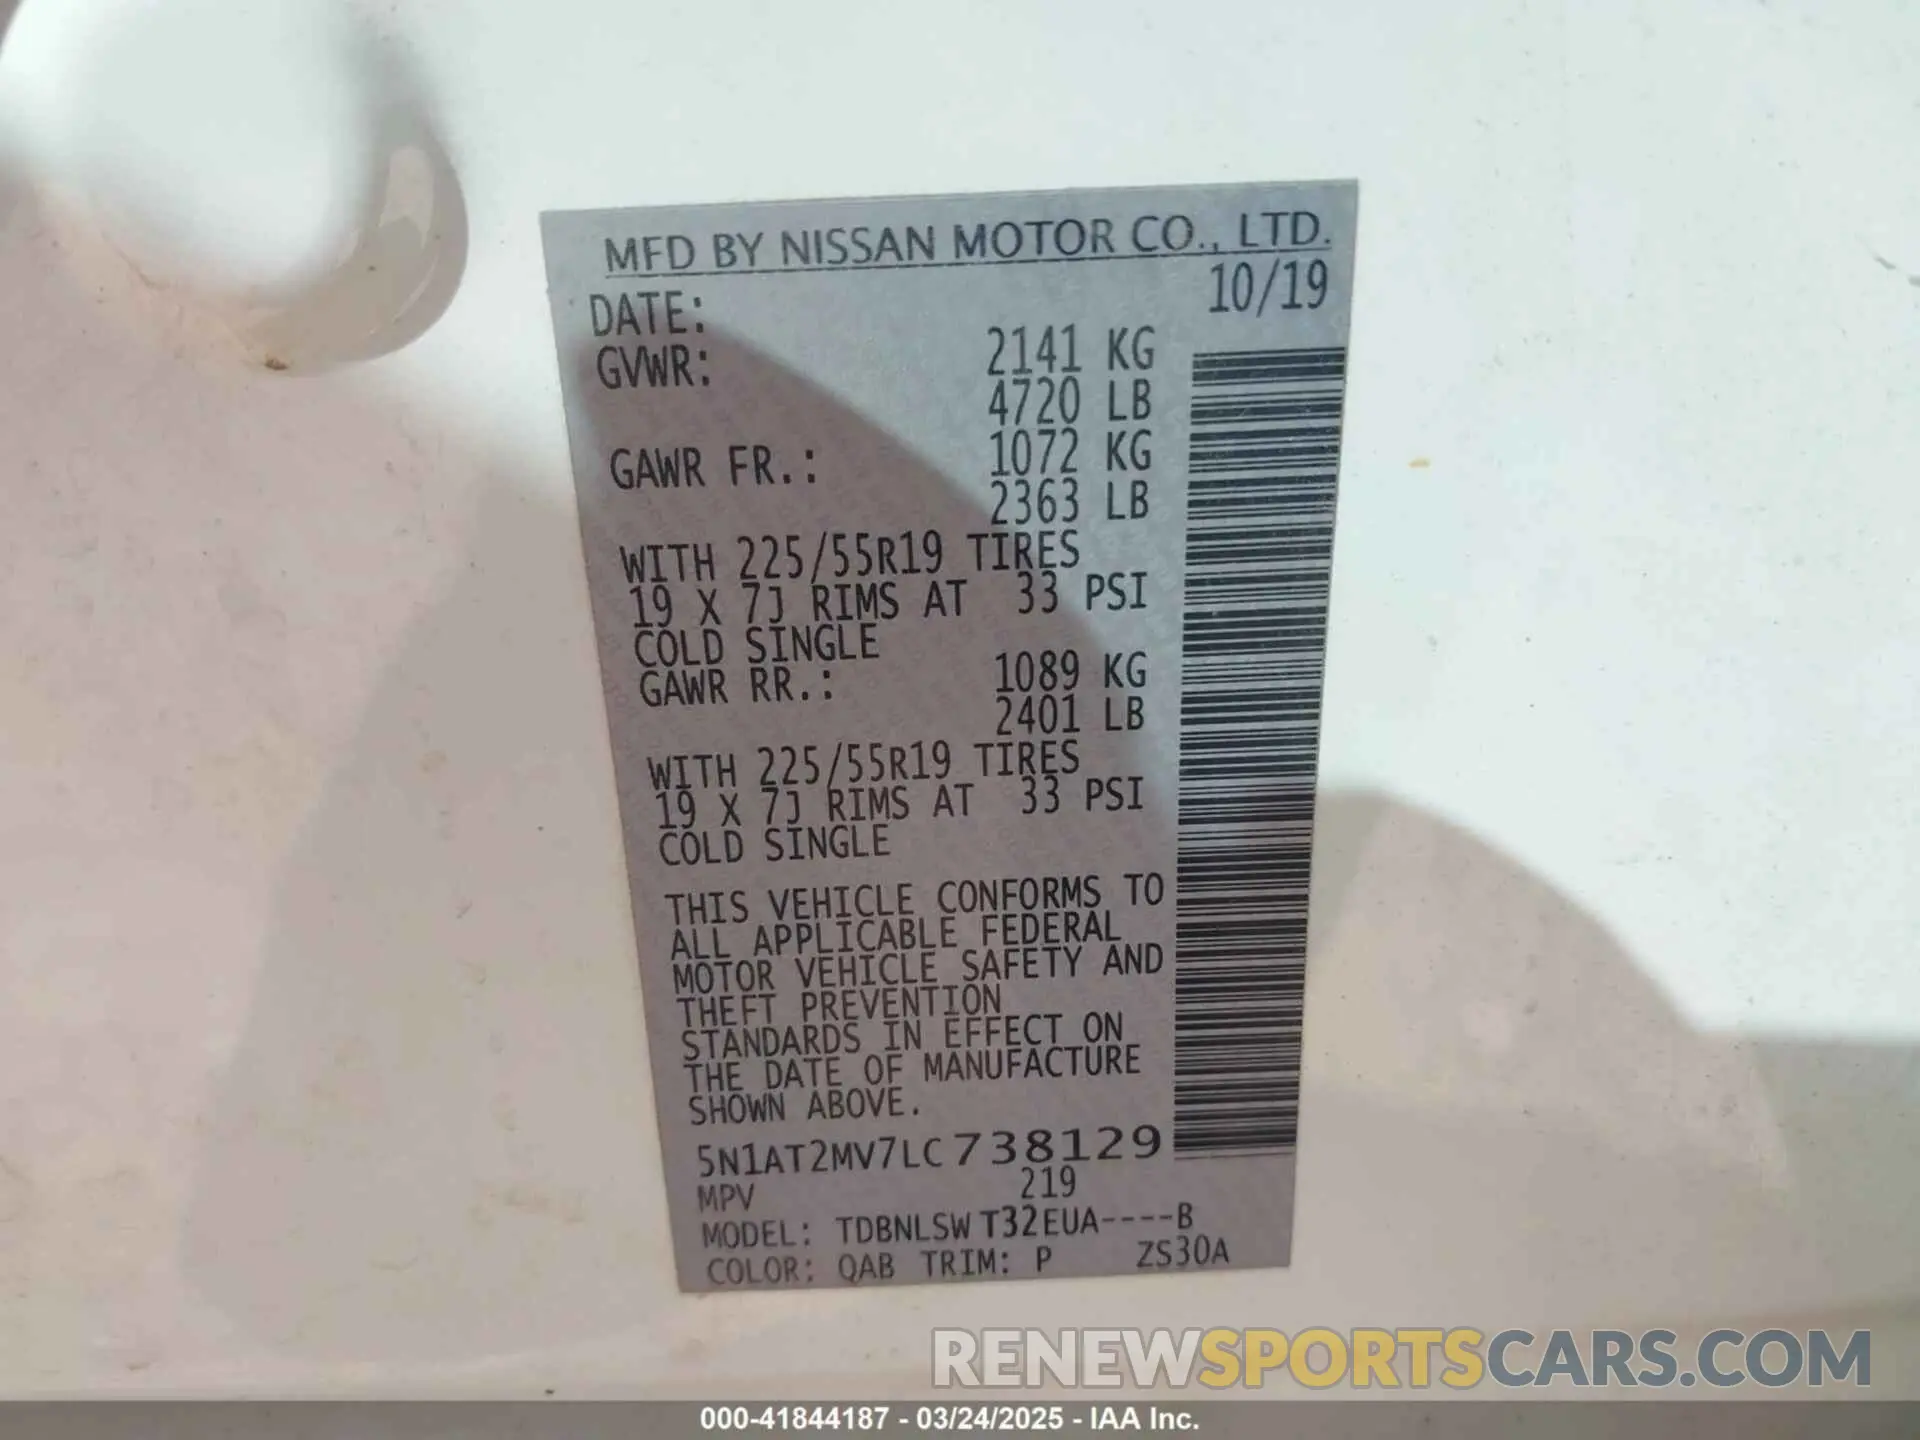 MFD BY NISSAN MOTOR CO., LTD.
DATE: 10/19
GVWR: 2141 KG
4720 LB
GAWR FR.: 1072 KG
2363 LB
WITH 225/55R19 TIRES
19 X 7J RIMS AT 33 PSI
COLD SINGLE
GAWR RR.: 1089 KG
2401 LB
WITH 225/55R19 TIRES
19 X 7J RIMS AT 33 PSI
COLD SINGLE
THIS VEHICLE CONFORMS TO
ALL APPLICABLE FEDERAL
MOTOR VEHICLE SAFETY AND
THEFT PREVENTION
STANDARDS IN EFFECT ON
THE DATE OF MANUFACTURE
SHOWN ABOVE.
5N1AT2MV7LC738129
MPV 219
MODEL: TDBNLSW T32EUA----B
COLOR: QAB TRIM: P ZS30A
RENEWSPORTSCARS.COM
000-41844187 - 03/24/2025 - IAA Inc.